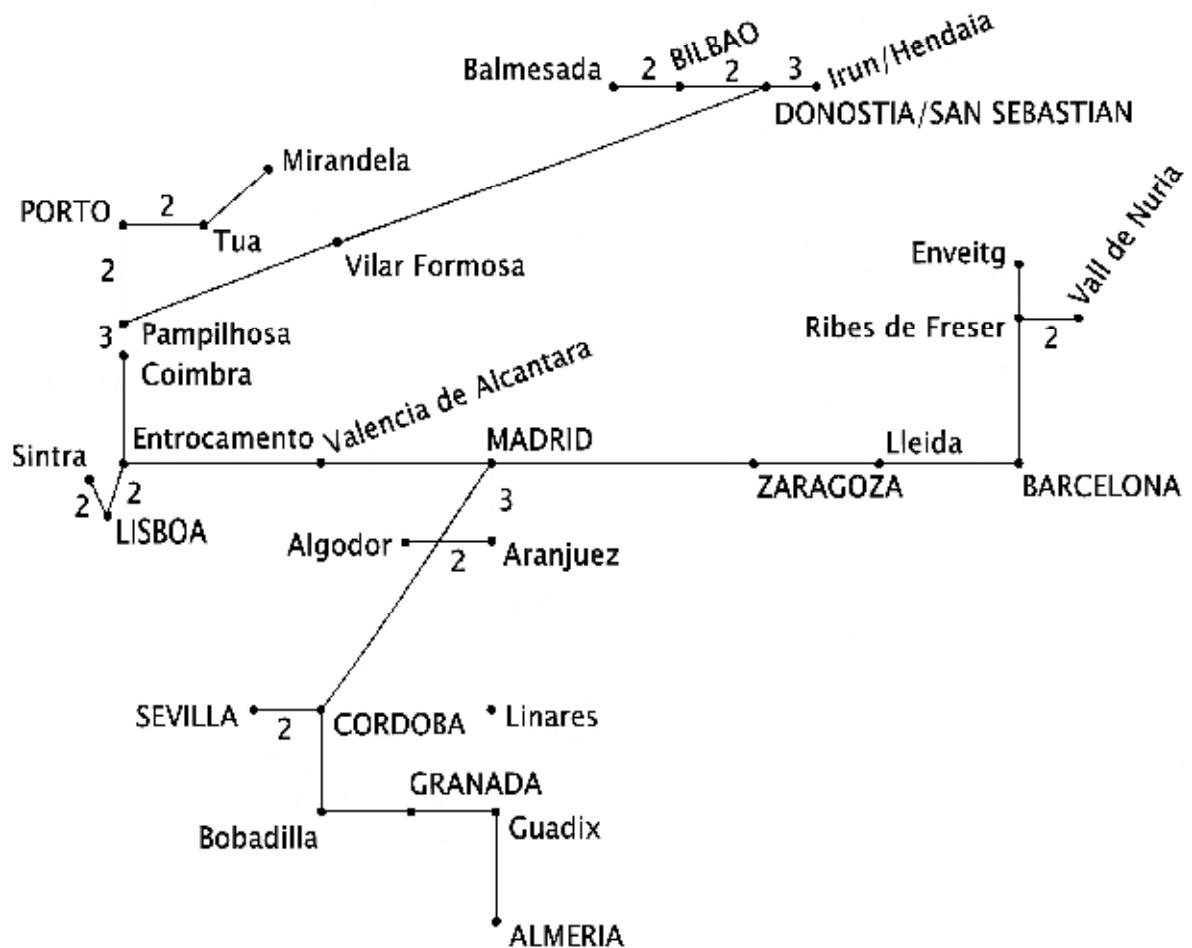 BILBAO
Irun/Hendaia
Balmesada 2 2 3
DONOSTIA/SAN SEBASTIAN
Mirandela
PORTO 2
Tua
Vall de Nuria
Enveitg
Vilar Formosa
2
Ribes de Freser 2
3 Pampilhosa
Coimbra
Valencia de Alcantara
Entrocamento
MADRID
Lleida
Sintra
2 2
LISBOA
ZARAGOZA
BARCELONA
3
Algodor 2 Aranjuez
SEVILLA 2 CORDOBA
Linares
GRANADA
Bobadilla
Guadix
ALMERIA